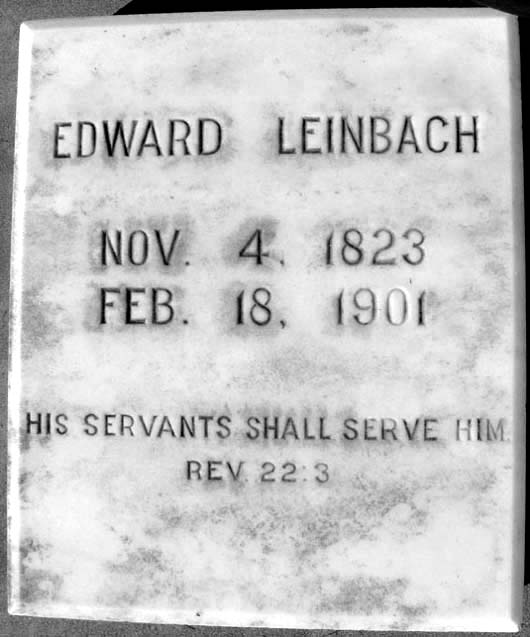 EDWARD LEINBACH
NOV. 4, 1823
FEB. 18, 1901
HIS SERVANTS SHALL SERVE HIM.
REV. 22:3